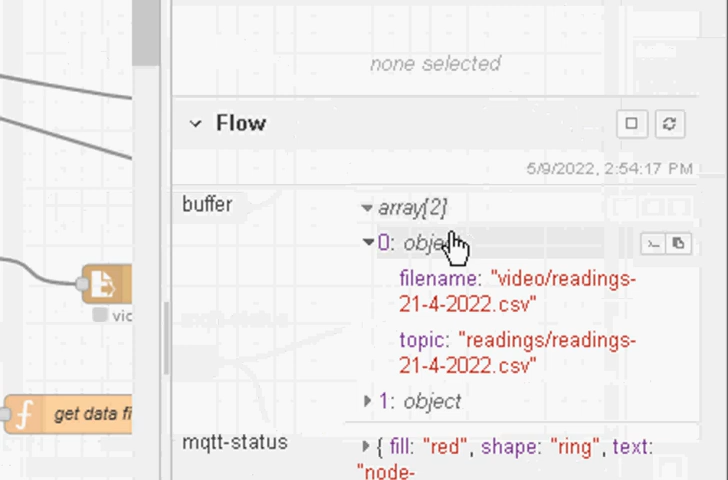 none selected
Flow
5/9/2022, 2:54:17 PM
buffer
array[2]
0: object
filename: "video/readings-
21-4-2022.csv"
topic: "readings/readings-
21-4-2022.csv"
1: object
vic
get data fi
mqtt-status
{ fill: "red", shape: "ring", text:
"node-